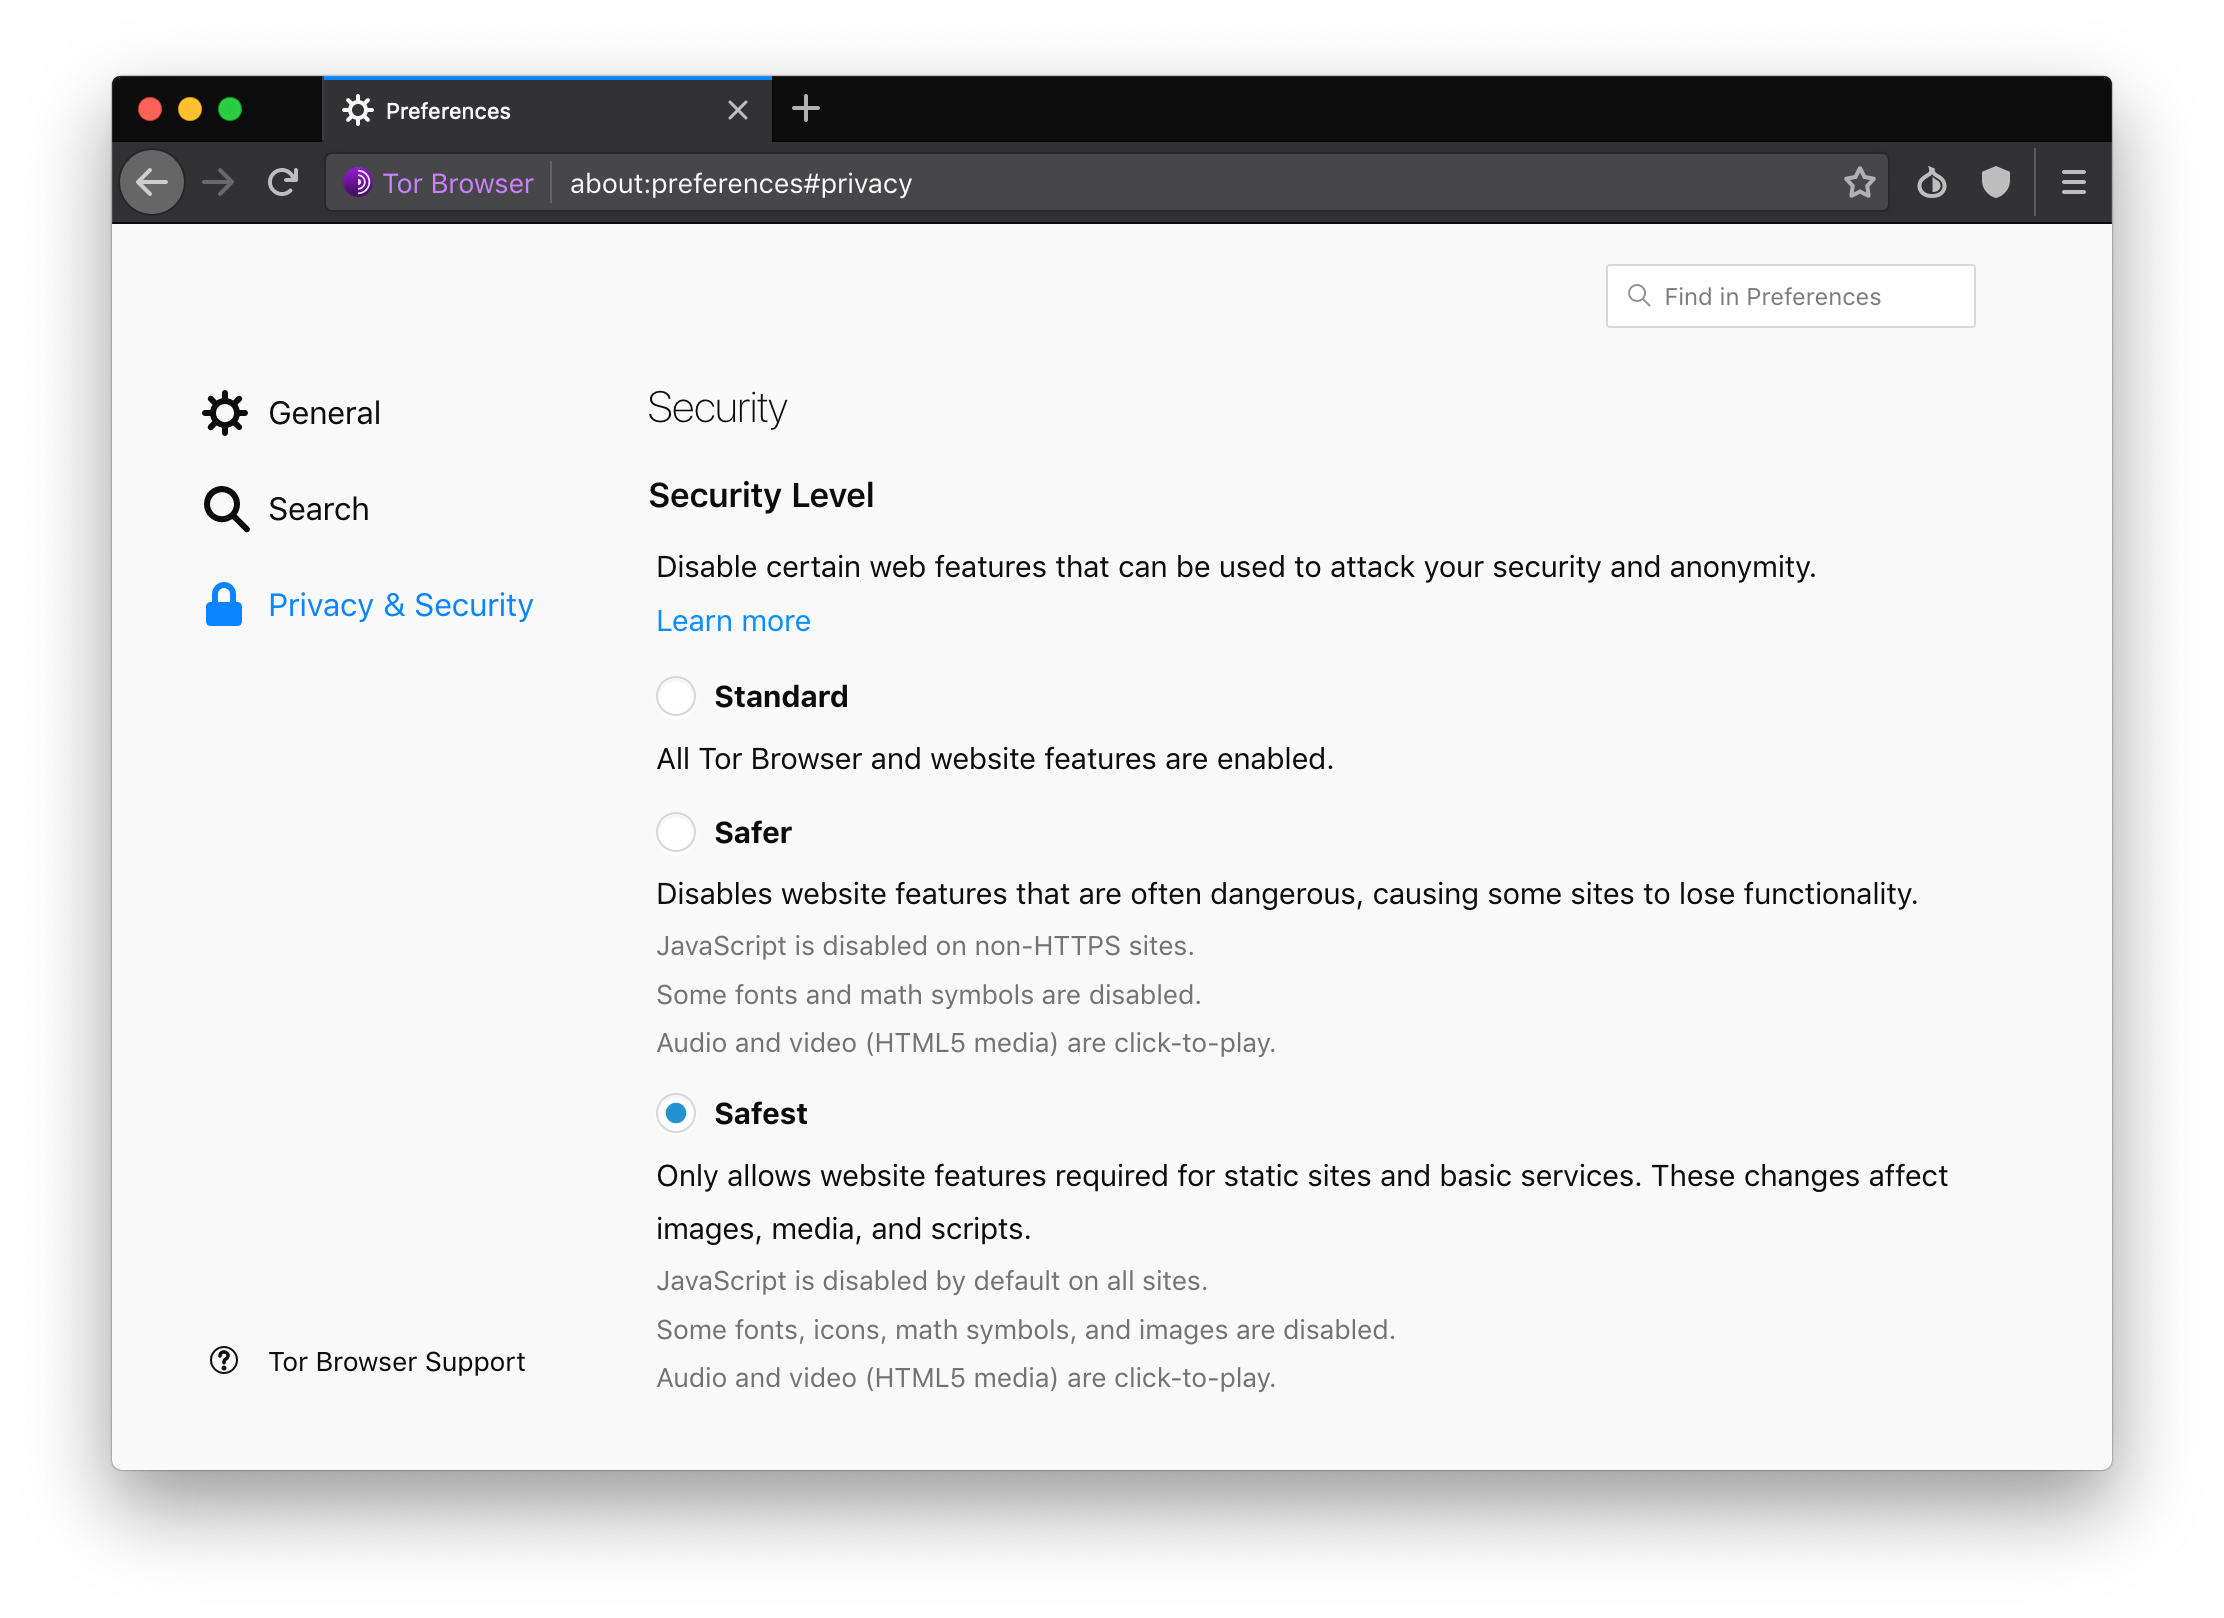 Preferences
Tor Browser
about:preferences#privacy
Find in Preferences
General
Search
Privacy & Security
Tor Browser Support
Security
Security Level
Disable certain web features that can be used to attack your security and anonymity.
Learn more
Standard
All Tor Browser and website features are enabled.
Safer
Disables website features that are often dangerous, causing some sites to lose functionality.
JavaScript is disabled on non-HTTPS sites.
Some fonts and math symbols are disabled.
Audio and video (HTML5 media) are click-to-play.
Safest
Only allows website features required for static sites and basic services. These changes affect
images, media, and scripts.
JavaScript is disabled by default on all sites.
Some fonts, icons, math symbols, and images are disabled.
Audio and video (HTML5 media) are click-to-play.